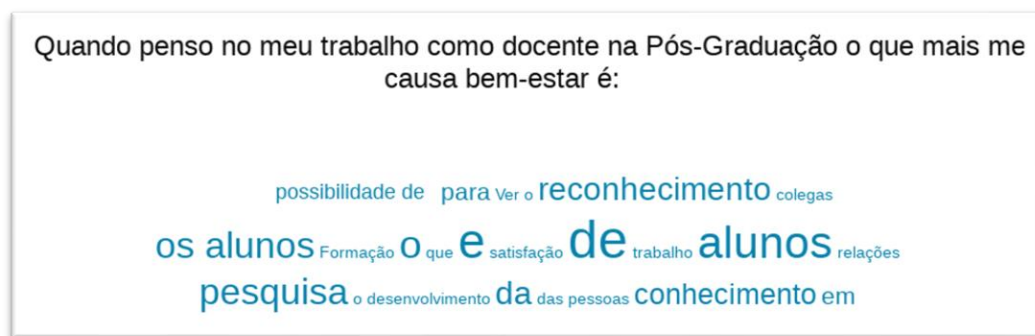 Quando penso no meu trabalho como docente na Pós-Graduação o que mais me
causa bem-estar é:
possibilidade de para Ver o reconhecimento colegas
os alunos Formação o que e satisfação de trabalho alunos relações
pesquisa o desenvolvimento da das pessoas conhecimento em